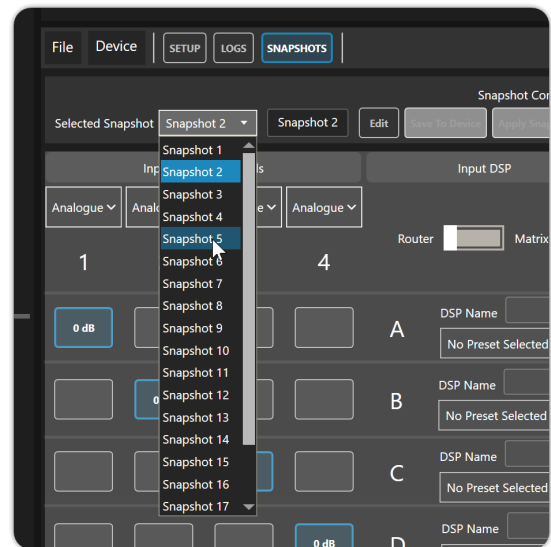 File Device SETUP LOGS SNAPSHOTS
Snapshot Con
Selected Snapshot Snapshot 2 Snapshot 2 Edit Save To Device Apply Snap
Snapshot 1
Snapshot 2
Snapshot 3
Snapshot 4
Snapshot 5
Snapshot 6
Snapshot 7
Snapshot 8
Snapshot 9
Snapshot 10
Snapshot 11
Snapshot 12
Snapshot 13
Snapshot 14
Snapshot 15
Snapshot 16
Snapshot 17
Input DSP
Analogue Analogue
Router Matrix
1 4
0 dB
A DSP Name
No Preset Selected
B DSP Name
No Preset Selected
C DSP Name
No Preset Selected
0 dB
D DSP Name